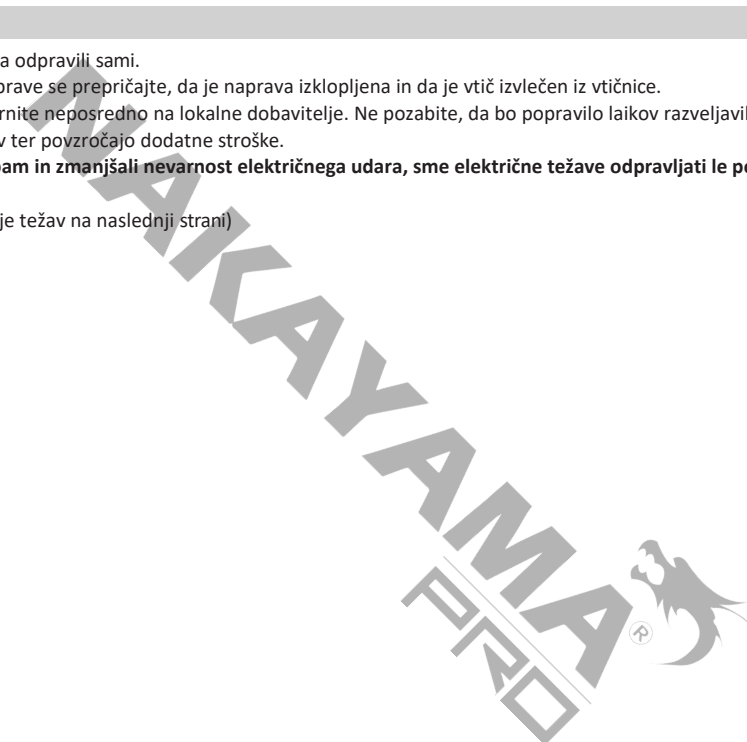 a odpravili sami.
prave se prepričajte, da je naprava izklopljena in da je vtič izvlečen iz vtičnice.
rnite neposredno na lokalne dobavitelje. Ne pozabite, da bo popravilo laikov razveljavil
v ter povzročajo dodatne stroške.
bam in zmanjšali nevarnost električnega udara, sme električne težave odpravljati le po
je težav na naslednji strani)
NAKAYAMA
PRO
®